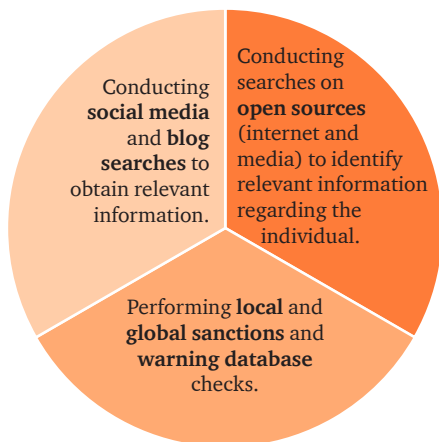 Conducting
social media
and blog
searches to
obtain relevant
information.
Conducting
searches on
open sources
(internet and
media) to identify
relevant information
regarding the
individual.
Performing local and
global sanctions and
warning database
checks.